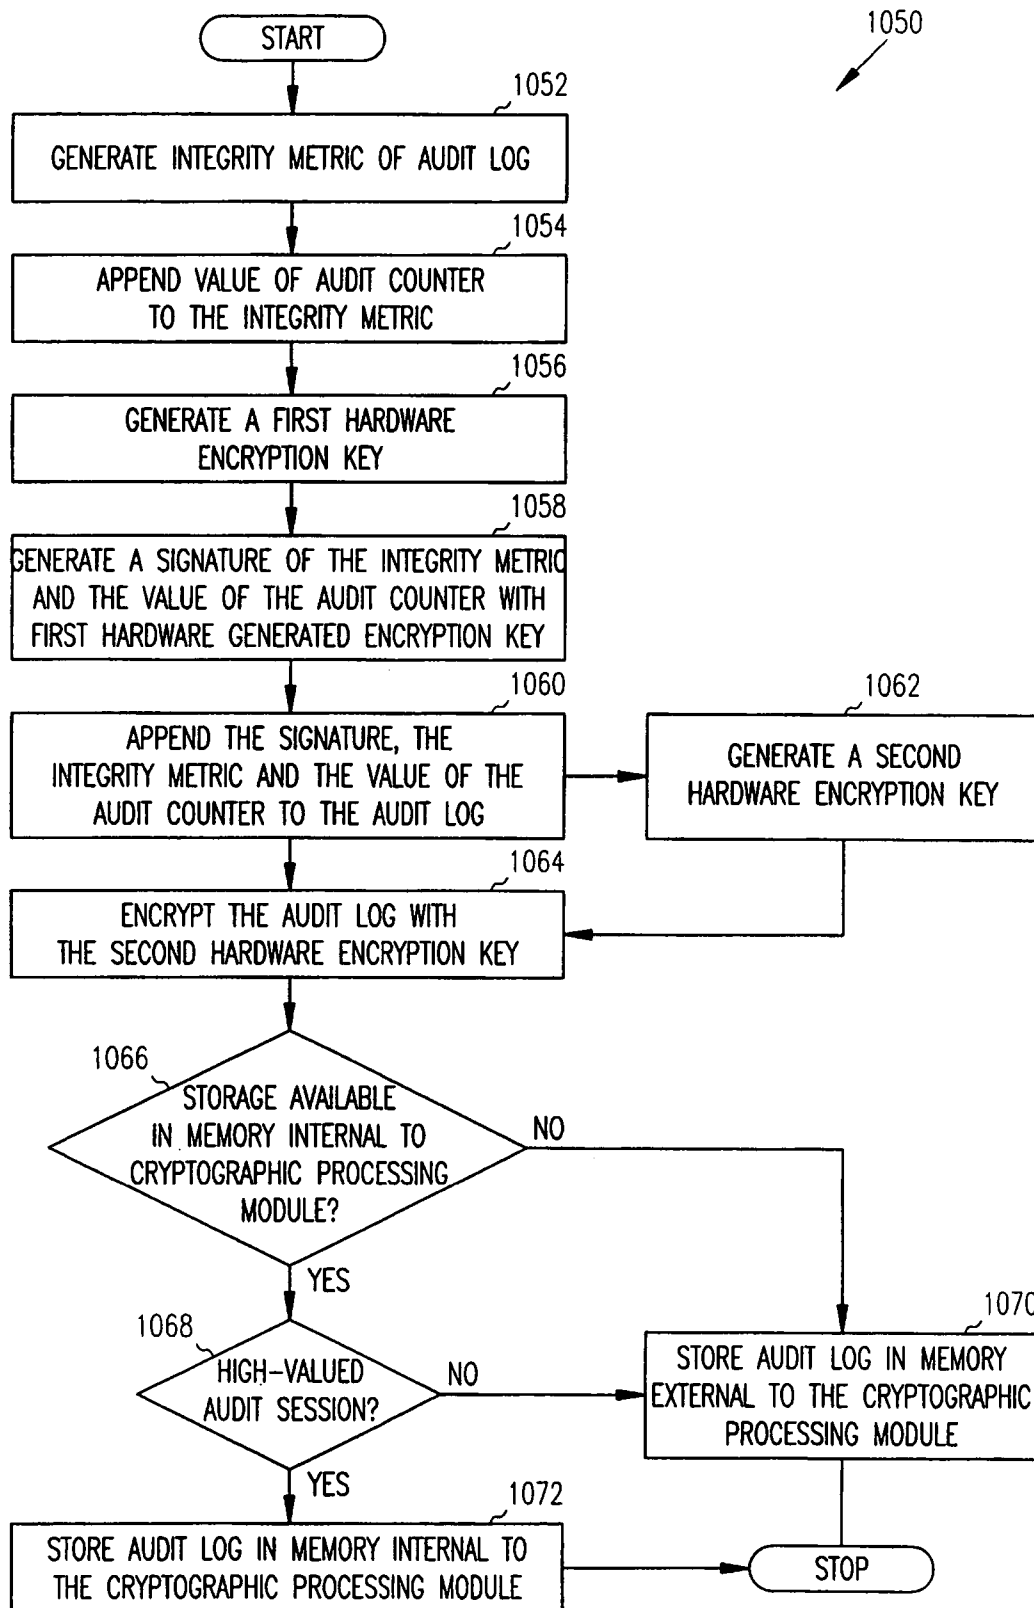 START
1050
1052
GENERATE INTEGRITY METRIC OF AUDIT LOG
1054
APPEND VALUE OF AUDIT COUNTER
TO THE INTEGRITY METRIC
1056
GENERATE A FIRST HARDWARE
ENCRYPTION KEY
1058
GENERATE A SIGNATURE OF THE INTEGRITY METRIC
AND THE VALUE OF THE AUDIT COUNTER WITH
FIRST HARDWARE GENERATED ENCRYPTION KEY
1060
APPEND THE SIGNATURE, THE
INTEGRITY METRIC AND THE VALUE OF THE
AUDIT COUNTER TO THE AUDIT LOG
1062
GENERATE A SECOND
HARDWARE ENCRYPTION KEY
1064
ENCRYPT THE AUDIT LOG WITH
THE SECOND HARDWARE ENCRYPTION KEY
1066
STORAGE AVAILABLE
IN MEMORY INTERNAL TO
CRYPTOGRAPHIC PROCESSING
MODULE?
NO
YES
1068
HIGH-VALUED
AUDIT SESSION?
NO
YES
1070
STORE AUDIT LOG IN MEMORY
EXTERNAL TO THE CRYPTOGRAPHIC
PROCESSING MODULE
1072
STORE AUDIT LOG IN MEMORY INTERNAL TO
THE CRYPTOGRAPHIC PROCESSING MODULE
STOP